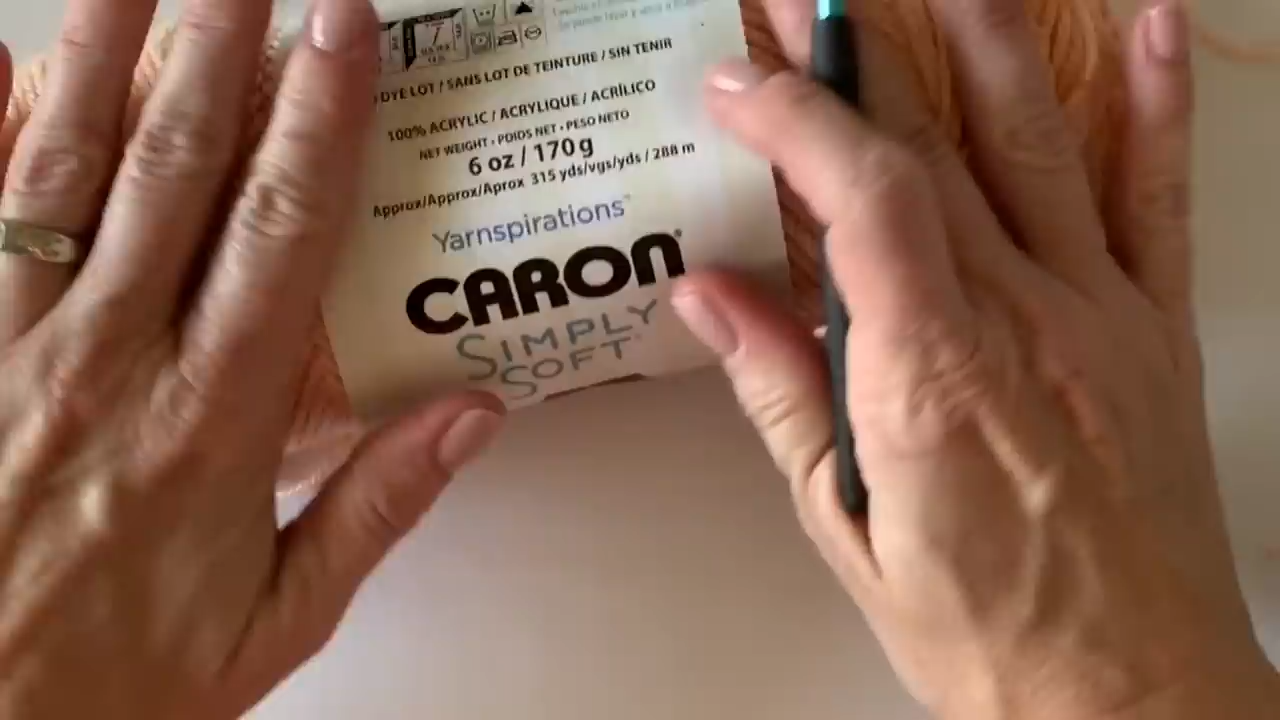 DYE LOT / SANS LOT DE TEINTURE / SIN TENIR
100% ACRYLIC / ACRYLIQUE / ACRÍLICO
NET WEIGHT • POIDS NET • PESO NETO
6 oz / 170 g
Approx/Approx/Aprox 315 yds/vgs/yds / 288 m
Yarnspirations™
CARON®
SIMPLY
SOFT